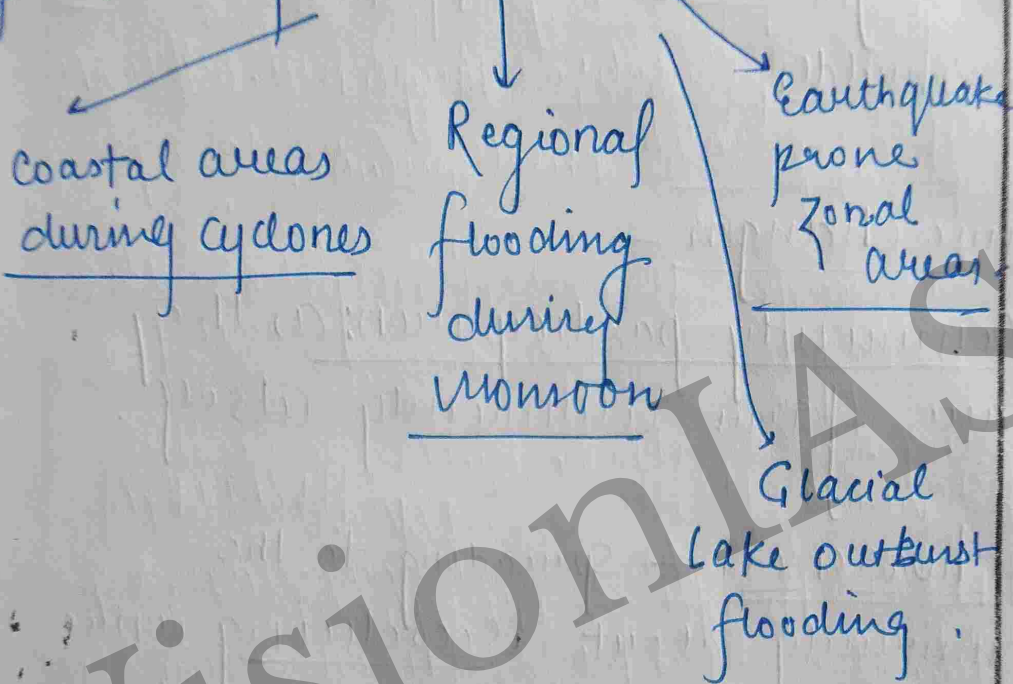 coastal areas
during cyclones
Regional
flooding
during
monsoon
Earthquake
prone
zonal
areas
Glacial
Lake outburst
flooding.
VisionIAS